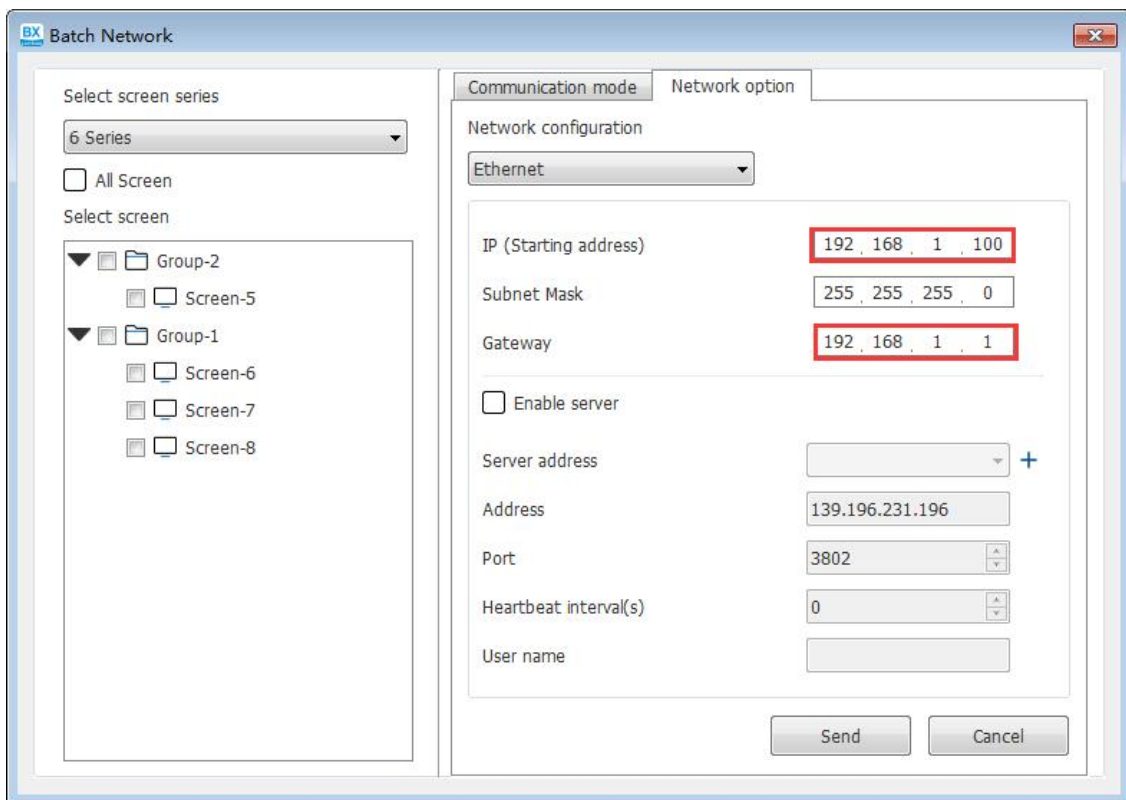 BX Batch Network
Select screen series
6 Series
All Screen
Select screen
Group-2
Screen-5
Group-1
Screen-6
Screen-7
Screen-8
Communication mode Network option
Network configuration
Ethernet
IP (Starting address) 192 . 168 . 1 . 100
Subnet Mask 255 . 255 . 255 . 0
Gateway 192 . 168 . 1 . 1
Enable server
Server address
Address 139.196.231.196
Port 3802
Heartbeat interval(s) 0
User name
Send Cancel